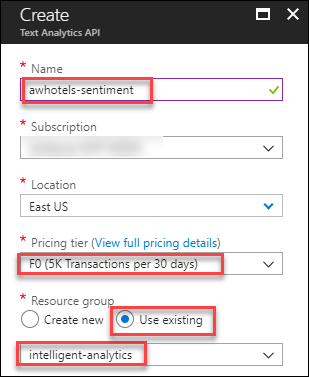 Create
Text Analytics API
* Name
awhotels-sentiment
* Subscription
* Location
East US
* Pricing tier (View full pricing details)
F0 (5K Transactions per 30 days)
* Resource group
Create new Use existing
intelligent-analytics